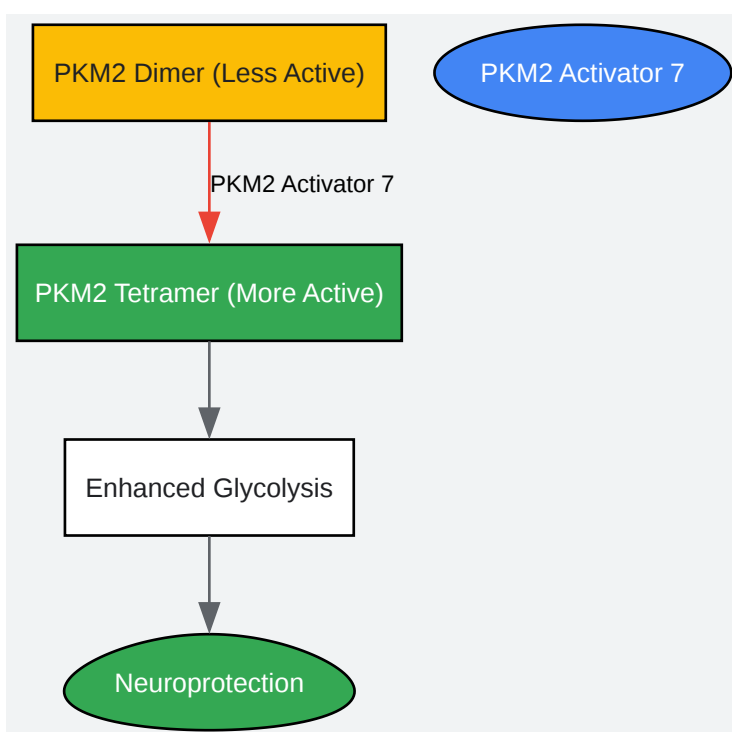 PKM2 Dimer (Less Active)
PKM2 Activator 7
PKM2 Activator 7
PKM2 Tetramer (More Active)
Enhanced Glycolysis
Neuroprotection